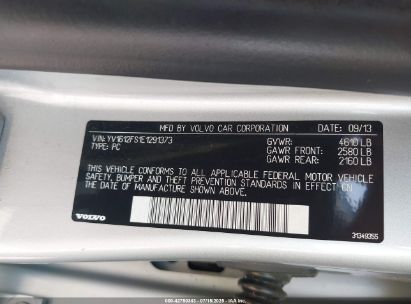 MFD BY VOLVO CAR CORPORATION DATE: 09/13
VIN: YV1612FS1E1291373 GVWR: 4610 LB
TYPE: PC GAWR FRONT: 2580 LB
GAWR REAR: 2160 LB
THIS VEHICLE CONFORMS TO ALL APPLICABLE FEDERAL MOTOR VEHICLE
SAFETY, BUMPER AND THEFT PREVENTION STANDARDS IN EFFECT ON
THE DATE OF MANUFACTURE SHOWN ABOVE.
VOLVO 31349355